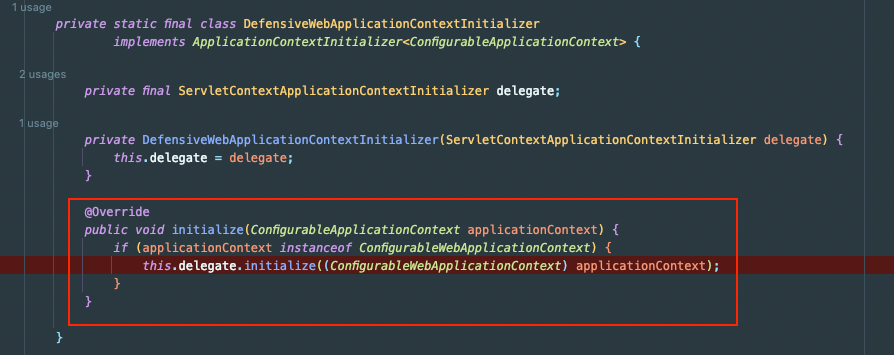 1 usage
private static final class DefensiveWebApplicationContextInitializer
implements ApplicationContextInitializer<ConfigurableApplicationContext> {
2 usages
private final ServletContextApplicationContextInitializer delegate;
1 usage
private DefensiveWebApplicationContextInitializer(ServletContextApplicationContextInitializer delegate) {
this.delegate = delegate;
}
@Override
public void initialize(ConfigurableApplicationContext applicationContext) {
if (applicationContext instanceof ConfigurableWebApplicationContext) {
this.delegate.initialize((ConfigurableWebApplicationContext) applicationContext);
}
}
}